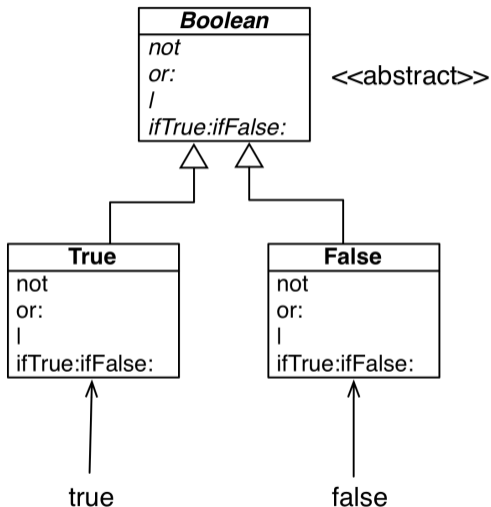 Boolean
not
or:
|
ifTrue:ifFalse:
<<abstract>>
True
not
or:
|
ifTrue:ifFalse:
False
not
or:
|
ifTrue:ifFalse:
true
false